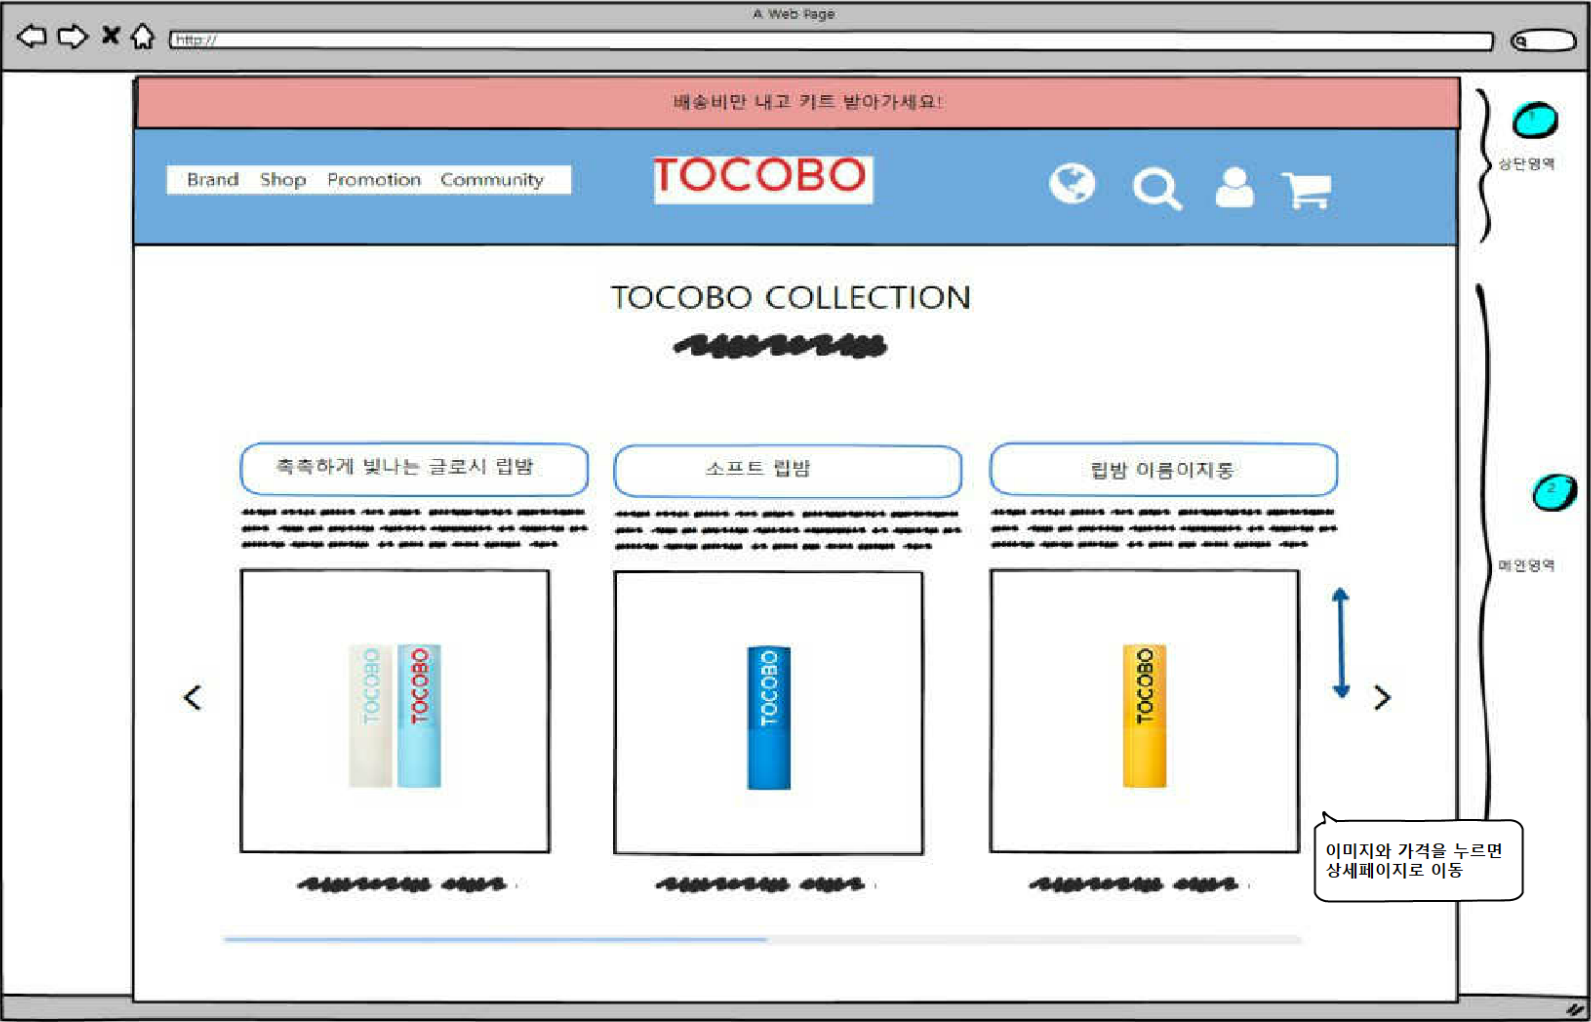 A Web Page
http://
배송비만 내고 키트 받아가세요!
Brand Shop Promotion Community
TOCOBO
1
상단영역
TOCOBO COLLECTION
촉촉하게 빛나는 글로시 립밤
소프트 립밤
립밤 이름이지롱
2
메인영역
TOCOBO
TOCOBO
TOCOBO
TOCOBO
이미지와 가격을 누르면
상세페이지로 이동